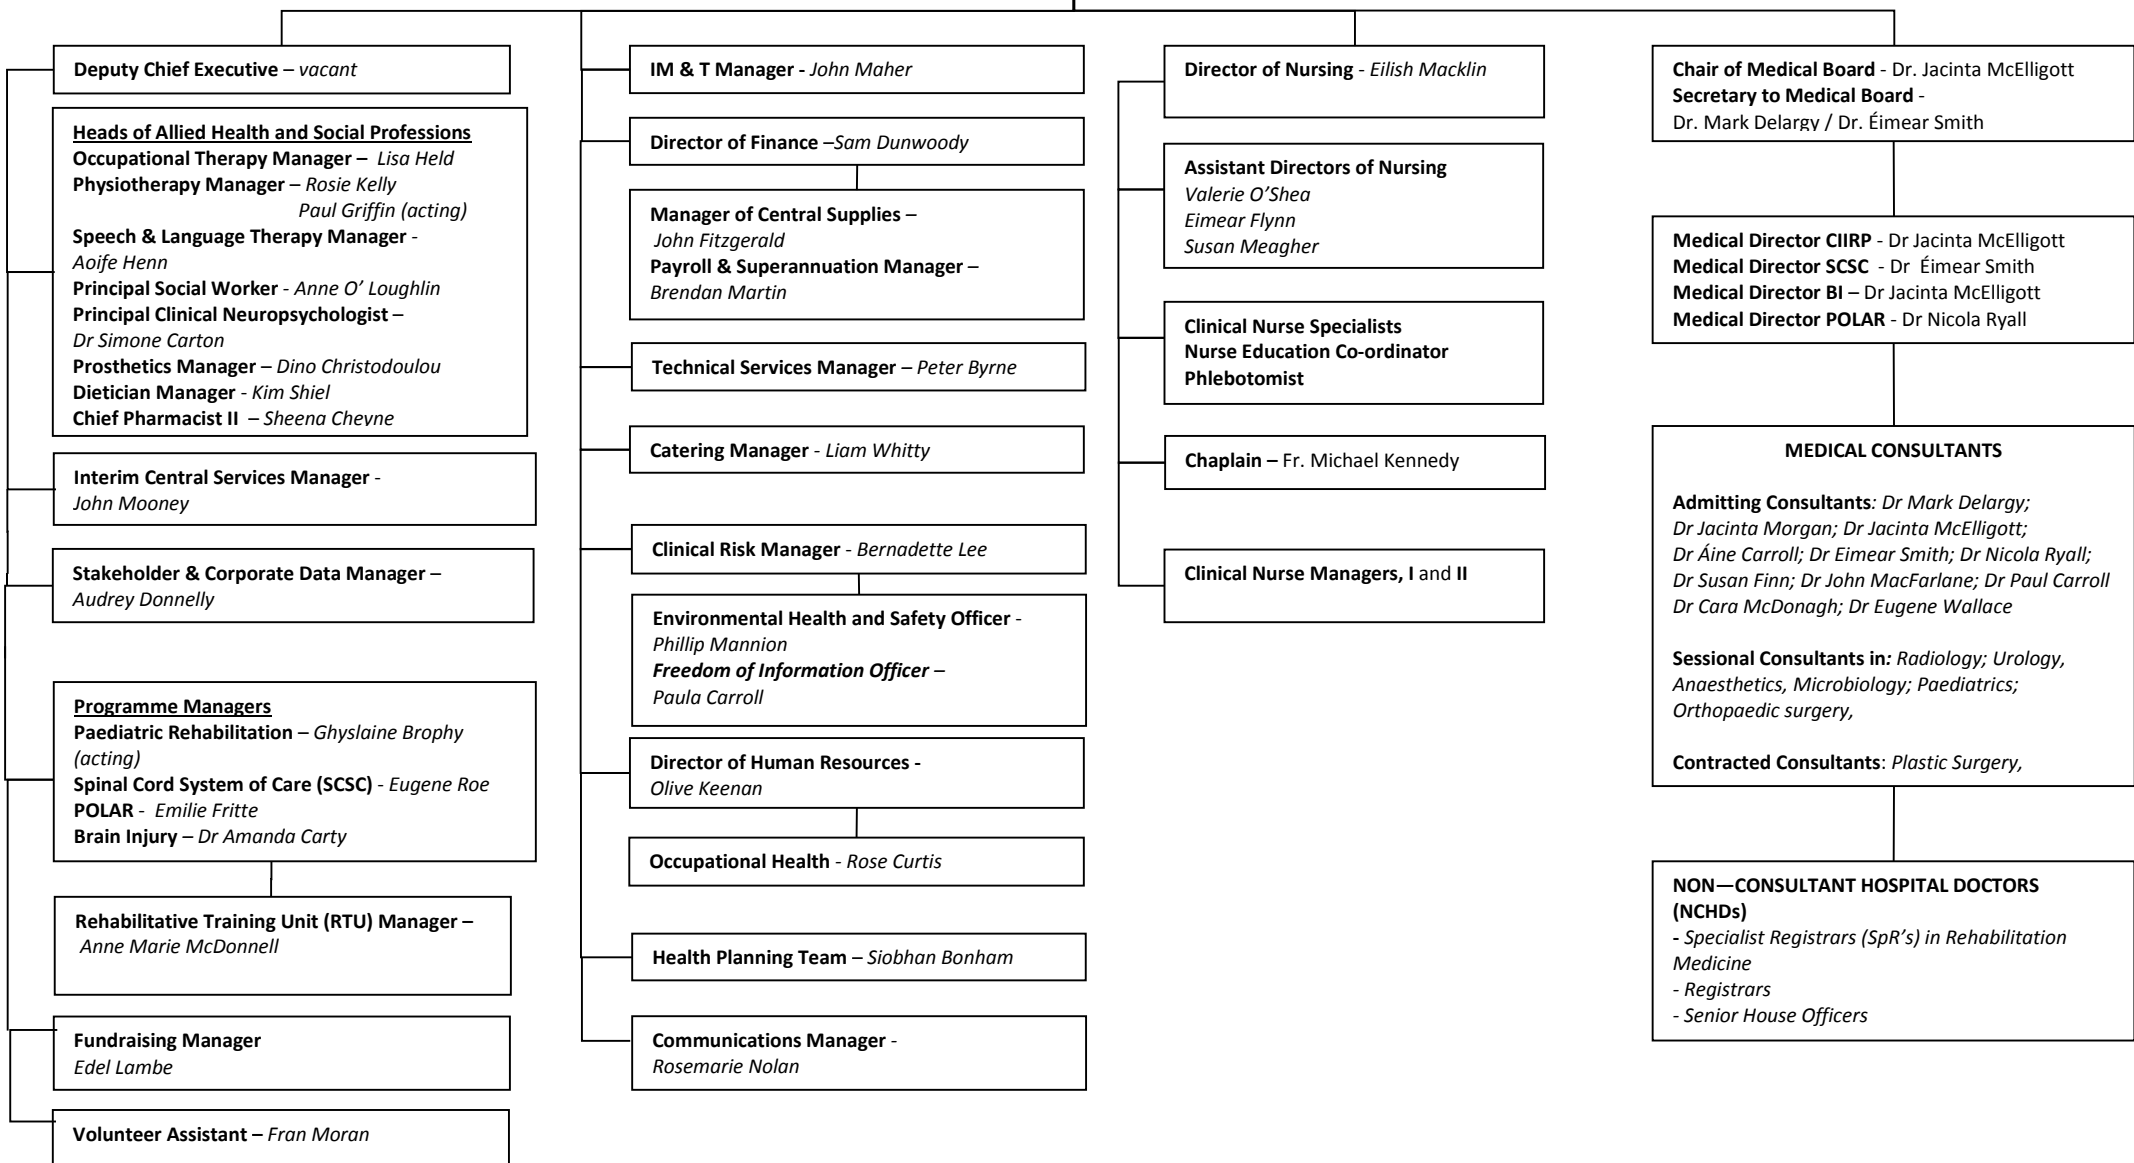 Deputy Chief Executive – vacant
Heads of Allied Health and Social Professions
Occupational Therapy Manager – Lisa Held
Physiotherapy Manager – Rosie Kelly
Paul Griffin (acting)
Speech & Language Therapy Manager -
Aoife Henn
Principal Social Worker - Anne O’ Loughlin
Principal Clinical Neuropsychologist –
Dr Simone Carton
Prosthetics Manager – Dino Christodoulou
Dietician Manager - Kim Shiel
Chief Pharmacist II – Sheena Cheyne
Interim Central Services Manager -
John Mooney
Stakeholder & Corporate Data Manager –
Audrey Donnelly
Programme Managers
Paediatric Rehabilitation – Ghyslaine Brophy
(acting)
Spinal Cord System of Care (SCSC) - Eugene Roe
POLAR - Emilie Fritte
Brain Injury – Dr Amanda Carty
Rehabilitative Training Unit (RTU) Manager –
Anne Marie McDonnell
Fundraising Manager
Edel Lambe
Volunteer Assistant – Fran Moran
IM & T Manager - John Maher
Director of Finance –Sam Dunwoody
Manager of Central Supplies –
John Fitzgerald
Payroll & Superannuation Manager –
Brendan Martin
Technical Services Manager – Peter Byrne
Catering Manager - Liam Whitty
Clinical Risk Manager - Bernadette Lee
Environmental Health and Safety Officer -
Phillip Mannion
Freedom of Information Officer –
Paula Carroll
Director of Human Resources -
Olive Keenan
Occupational Health - Rose Curtis
Health Planning Team – Siobhan Bonham
Communications Manager -
Rosemarie Nolan
Director of Nursing - Eilish Macklin
Assistant Directors of Nursing
Valerie O’Shea
Eimear Flynn
Susan Meagher
Clinical Nurse Specialists
Nurse Education Co-ordinator
Phlebotomist
Chaplain – Fr. Michael Kennedy
Clinical Nurse Managers, I and II
Chair of Medical Board - Dr. Jacinta McElligott
Secretary to Medical Board -
Dr. Mark Delargy / Dr. Éimear Smith
Medical Director CIIRP - Dr Jacinta McElligott
Medical Director SCSC - Dr Éimear Smith
Medical Director BI – Dr Jacinta McElligott
Medical Director POLAR - Dr Nicola Ryall
MEDICAL CONSULTANTS
Admitting Consultants: Dr Mark Delargy;
Dr Jacinta Morgan; Dr Jacinta McElligott;
Dr Áine Carroll; Dr Eimear Smith; Dr Nicola Ryall;
Dr Susan Finn; Dr John MacFarlane; Dr Paul Carroll
Dr Cara McDonagh; Dr Eugene Wallace
Sessional Consultants in: Radiology; Urology,
Anaesthetics, Microbiology; Paediatrics;
Orthopaedic surgery,
Contracted Consultants: Plastic Surgery,
NON—CONSULTANT HOSPITAL DOCTORS
(NCHDs)
- Specialist Registrars (SpR’s) in Rehabilitation
Medicine
- Registrars
- Senior House Officers